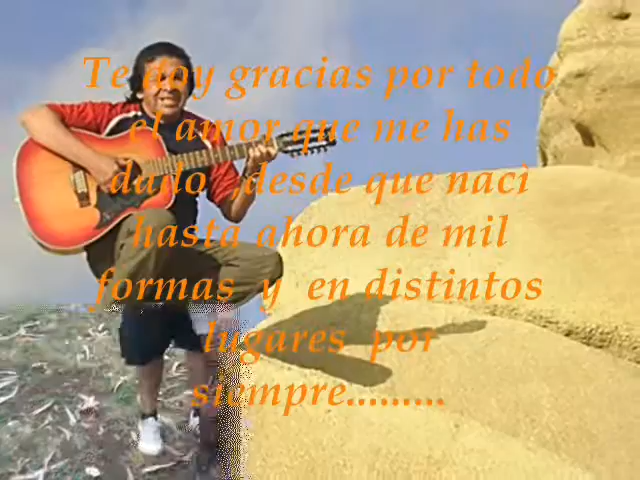 Te doy gracias por todo
el amor que me has
dado ,desde que naci
hasta ahora de mil
formas y en distintos
lugares por
siempre.........